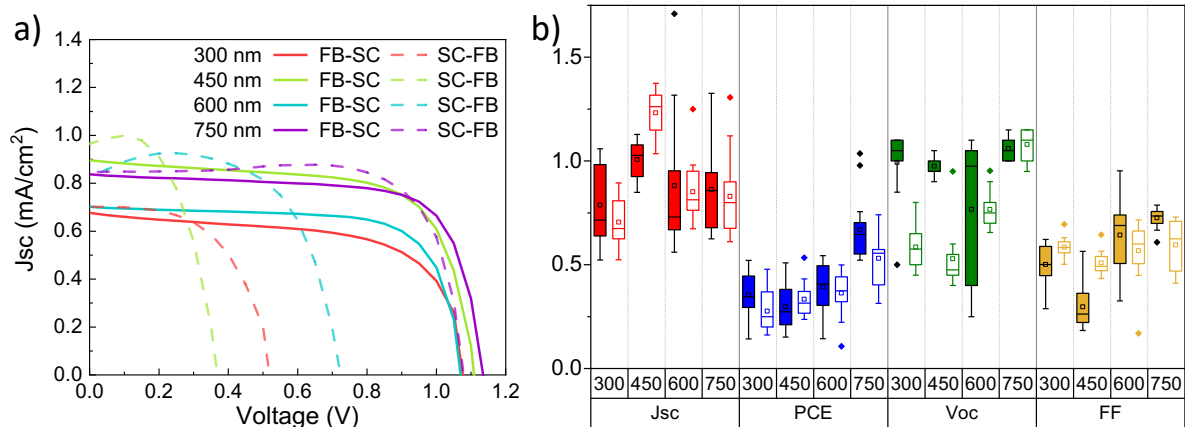 a)
1.4
1.2
1.0
0.8
0.6
0.4
0.2
0.0
Jsc (mA/cm²)
300 nm FB-SC SC-FB
450 nm FB-SC SC-FB
600 nm FB-SC SC-FB
750 nm FB-SC SC-FB
0.0 0.2 0.4 0.6 0.8 1.0 1.2
Voltage (V)
b)
1.5
1.0
0.5
0.0
300 450 600 750 300 450 600 750 300 450 600 750 300 450 600 750
Jsc PCE Voc FF